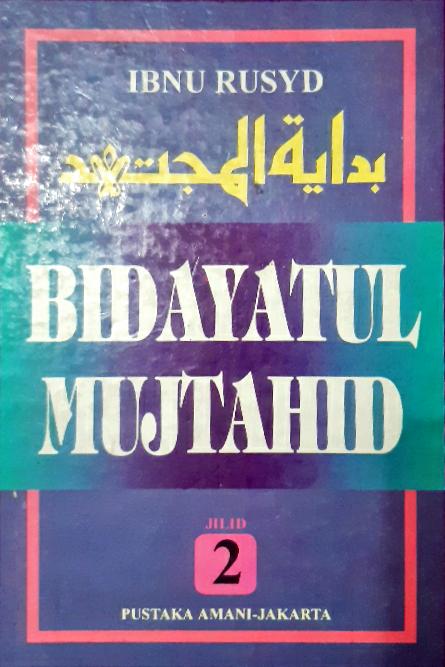 IBNU RUSYD
بداية المجتهد
BIDAYATUL
MUJTAHID
JILID
2
PUSTAKA AMANI-JAKARTA